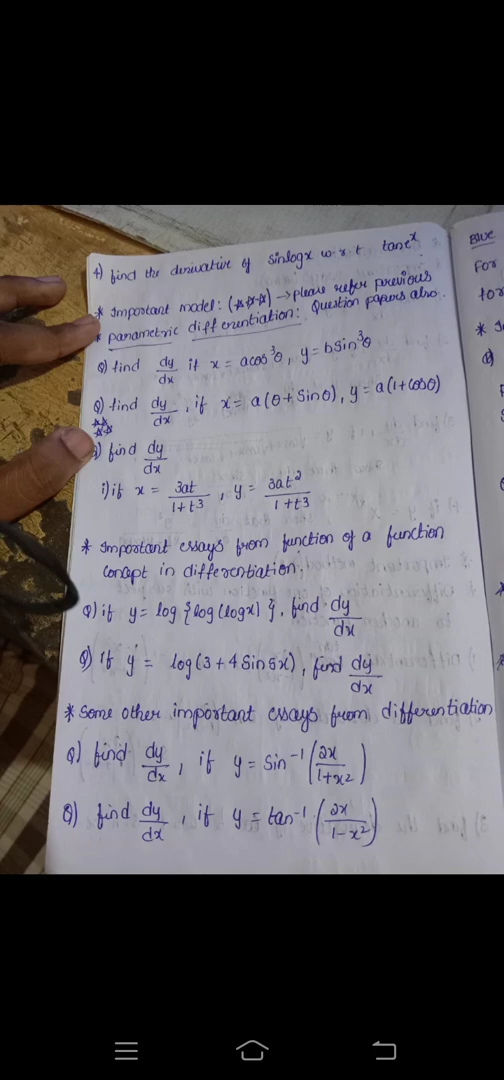 4) find the derivative of sinlogx w.r.t tane^x
* Important model: (☆☆☆) → please refer previous
* parametric differentiation: Question papers also.
Q) find dy/dx if x = acos³θ, y = bsin³θ
Q) find dy/dx, if x = a(θ + sinθ), y = a(1+cosθ)
☆☆
☆☆
) find dy/dx
i) if x = 3at/1+t3, y = 3at²/1+t3
* Important essays from function of a function
concept in differentiation.
Q) if y = log {log(logx)}, find dy/dx
Q) if y = log(3+4Sin5x), find dy/dx
* Some other important essays from differentiation
Q) find dy/dx, if y = sin⁻¹(2x/1+x2)
Q) find dy/dx, if y = tan⁻¹(2x/1-x²)
For
for
*